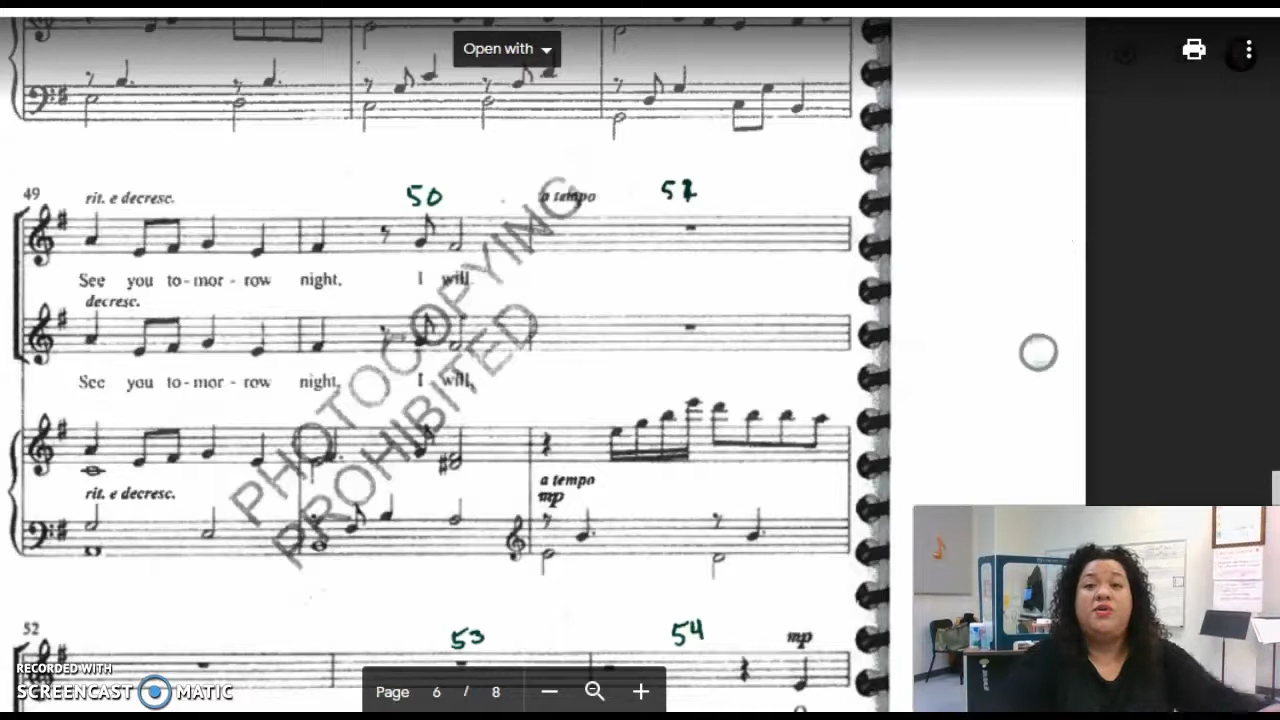 Open with
49
rit. e decresc.
50
a tempo
51
See you to - mor - row night, I will,
decresc.
See you to - mor - row night, I will,
rit. e decresc.
a tempo
mp
PHOTOCOPYING
PROHIBITED
52
53
54
mp
RECORDED WITH
SCREENCAST MATIC
Page 6 / 8